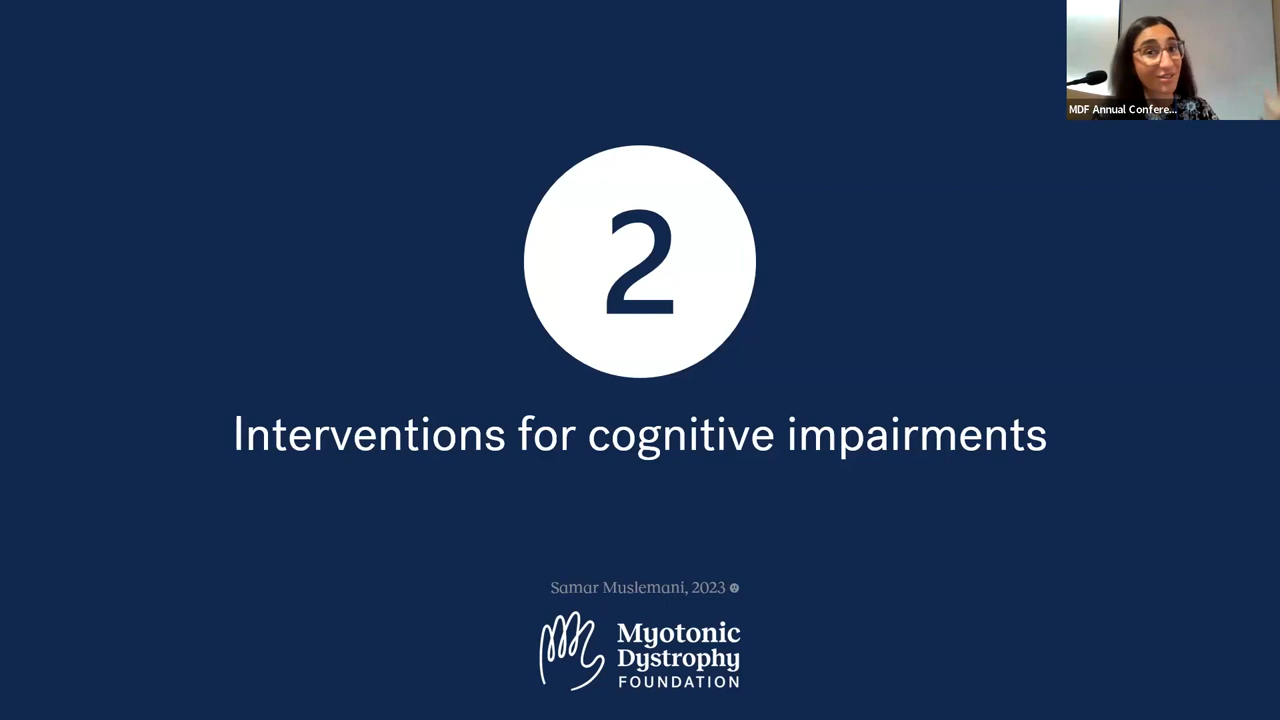 MDF Annual Confere...
2
Interventions for cognitive impairments
Samar Muslemani, 2023
Myotonic
Dystrophy
FOUNDATION